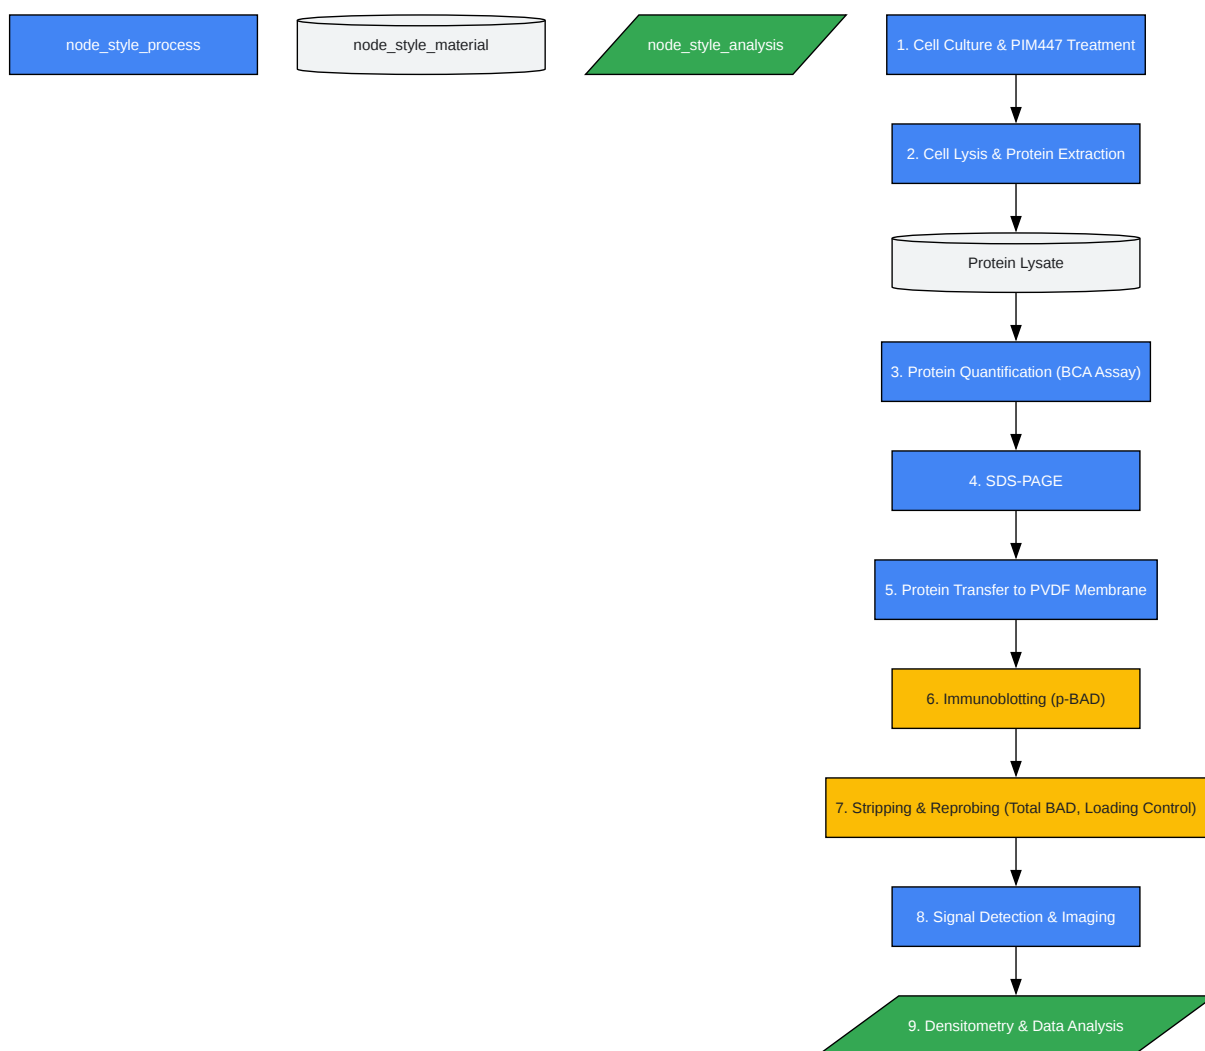 node_style_process
node_style_material
node_style_analysis
1. Cell Culture & PIM447 Treatment
2. Cell Lysis & Protein Extraction
Protein Lysate
3. Protein Quantification (BCA Assay)
4. SDS-PAGE
5. Protein Transfer to PVDF Membrane
6. Immunoblotting (p-BAD)
7. Stripping & Reprobing (Total BAD, Loading Control)
8. Signal Detection & Imaging
9. Densitometry & Data Analysis